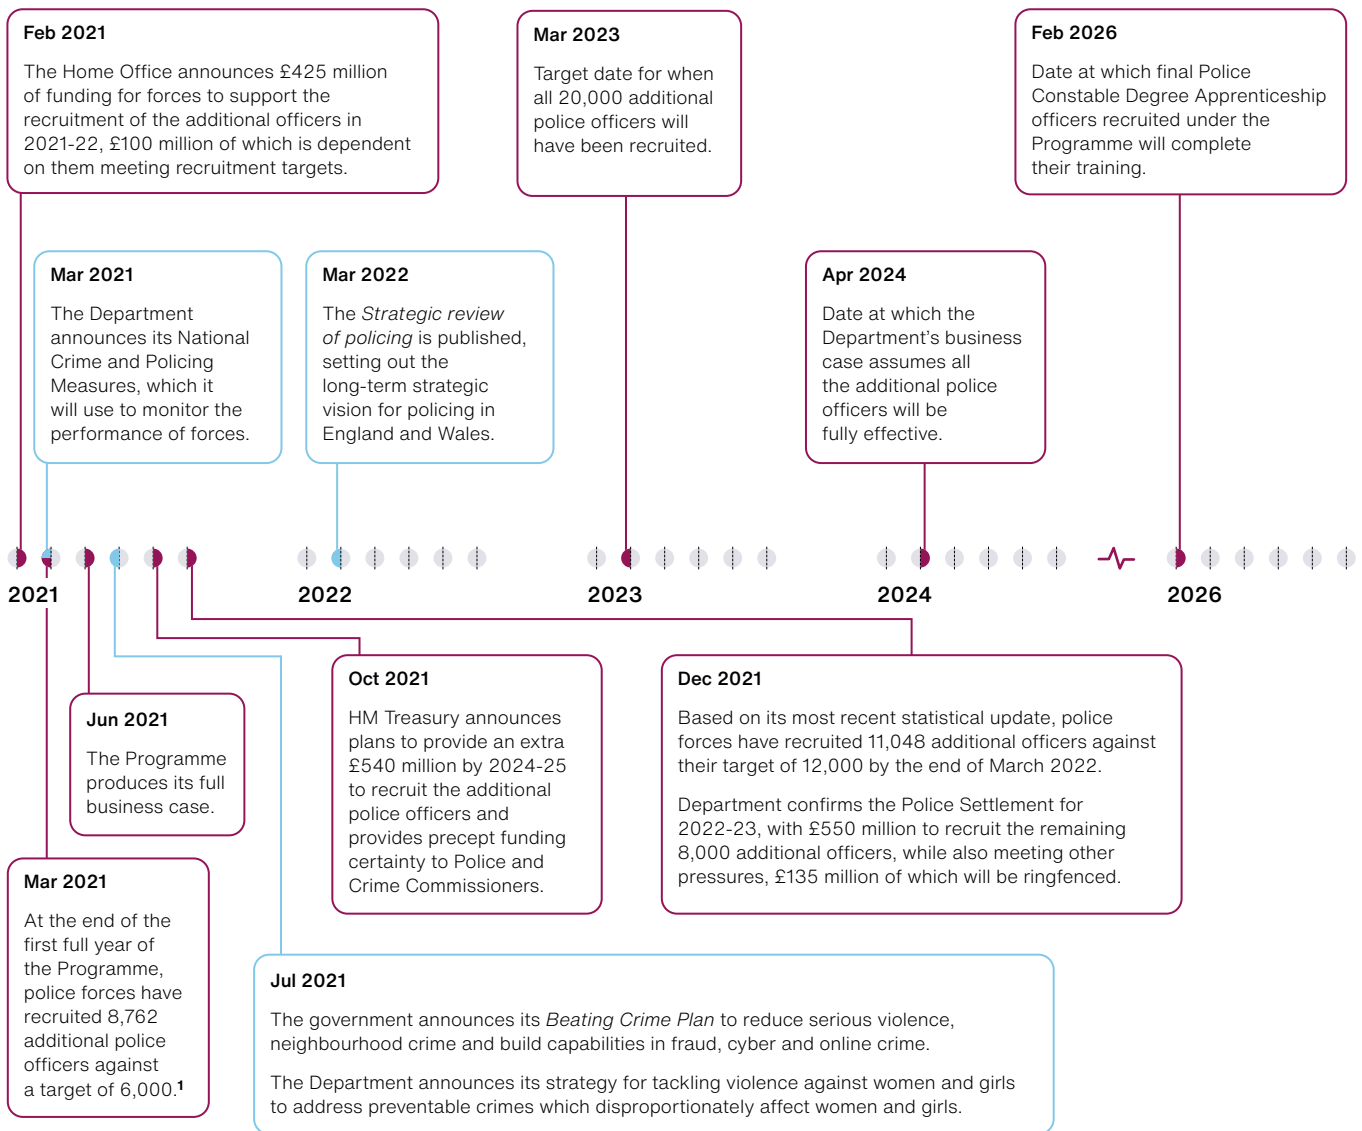 Feb 2021
The Home Office announces £425 million
of funding for forces to support the
recruitment of the additional officers in
2021-22, £100 million of which is dependent
on them meeting recruitment targets.
Mar 2023
Target date for when
all 20,000 additional
police officers will
have been recruited.
Feb 2026
Date at which final Police
Constable Degree Apprenticeship
officers recruited under the
Programme will complete
their training.
Mar 2021
The Department
announces its National
Crime and Policing
Measures, which it
will use to monitor the
performance of forces.
Mar 2022
The Strategic review
of policing is published,
setting out the
long-term strategic
vision for policing in
England and Wales.
Apr 2024
Date at which the
Department's business
case assumes all
the additional police
officers will be
fully effective.
2021
2022
2023
2024
2026
Jun 2021
The Programme
produces its full
business case.
Oct 2021
HM Treasury announces
plans to provide an extra
£540 million by 2024-25
to recruit the additional
police officers and
provides precept funding
certainty to Police and
Crime Commissioners.
Dec 2021
Based on its most recent statistical update, police
forces have recruited 11,048 additional officers against
their target of 12,000 by the end of March 2022.
Department confirms the Police Settlement for
2022-23, with £550 million to recruit the remaining
8,000 additional officers, while also meeting other
pressures, £135 million of which will be ringfenced.
Mar 2021
At the end of the
first full year of
the Programme,
police forces have
recruited 8,762
additional police
officers against
a target of 6,000.1
Jul 2021
The government announces its Beating Crime Plan to reduce serious violence,
neighbourhood crime and build capabilities in fraud, cyber and online crime.
The Department announces its strategy for tackling violence against women and girls
to address preventable crimes which disproportionately affect women and girls.